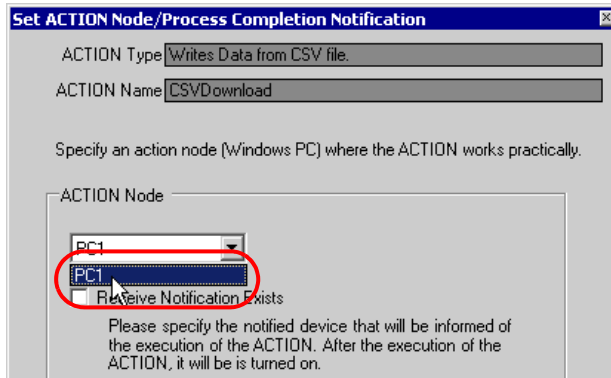 Set ACTION Node/Process Completion Notification
ACTION Type Writes Data from CSV file.
ACTION Name CSVDownload
Specify an action node (Windows PC) where the ACTION works practically.
ACTION Node
PC1
PC1
Receive Notification Exists
Please specify the notified device that will be informed of
the execution of the ACTION. After the execution of the
ACTION, it will be is turned on.